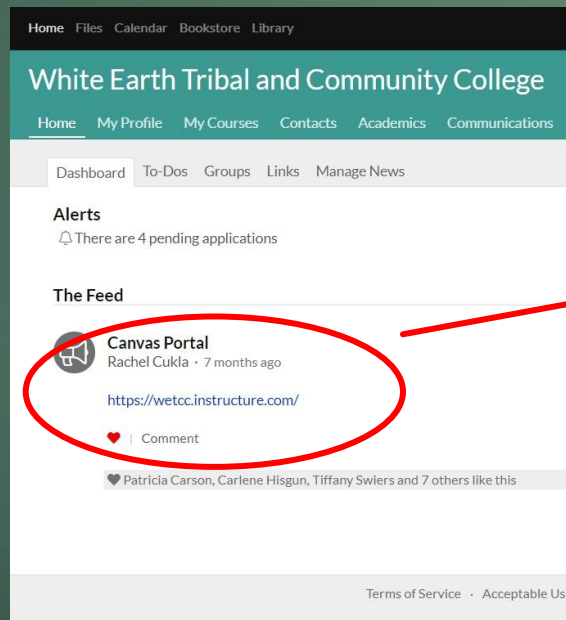 Home Files Calendar Bookstore Library
White Earth Tribal and Community College
Home My Profile My Courses Contacts Academics Communications
Dashboard To-Dos Groups Links Manage News
Alerts
There are 4 pending applications
The Feed
Canvas Portal
Rachel Cukla · 7 months ago
https://wetcc.instructure.com/
| Comment
Patricia Carson, Carlene Hisgun, Tiffany Swiers and 7 others like this
Terms of Service · Acceptable Us